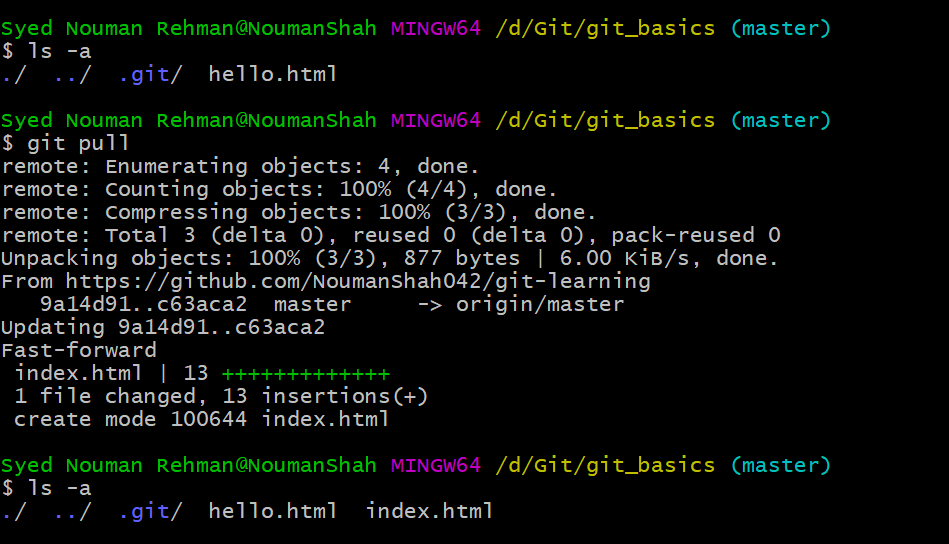 Syed Nouman Rehman@NoumanShah MINGW64 /d/Git/git_basics (master)
$ ls -a
./  ../  .git/  hello.html
Syed Nouman Rehman@NoumanShah MINGW64 /d/Git/git_basics (master)
$ git pull
remote: Enumerating objects: 4, done.
remote: Counting objects: 100% (4/4), done.
remote: Compressing objects: 100% (3/3), done.
remote: Total 3 (delta 0), reused 0 (delta 0), pack-reused 0
Unpacking objects: 100% (3/3), 877 bytes | 6.00 KiB/s, done.
From https://github.com/NoumanShah042/git-learning
   9a14d91..c63aca2  master     -> origin/master
Updating 9a14d91..c63aca2
Fast-forward
 index.html | 13 +++++++++++++
 1 file changed, 13 insertions(+)
 create mode 100644 index.html
Syed Nouman Rehman@NoumanShah MINGW64 /d/Git/git_basics (master)
$ ls -a
./  ../  .git/  hello.html  index.html